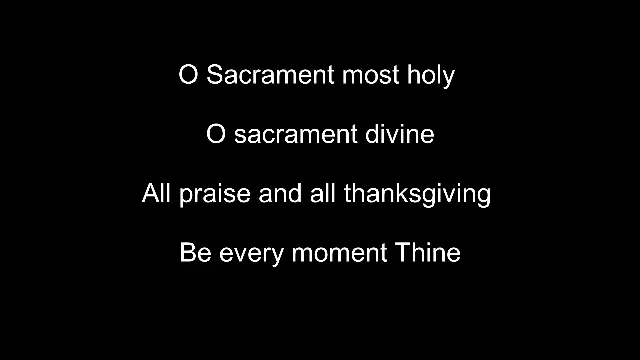 O Sacrament most holy
O sacrament divine
All praise and all thanksgiving
Be every moment Thine